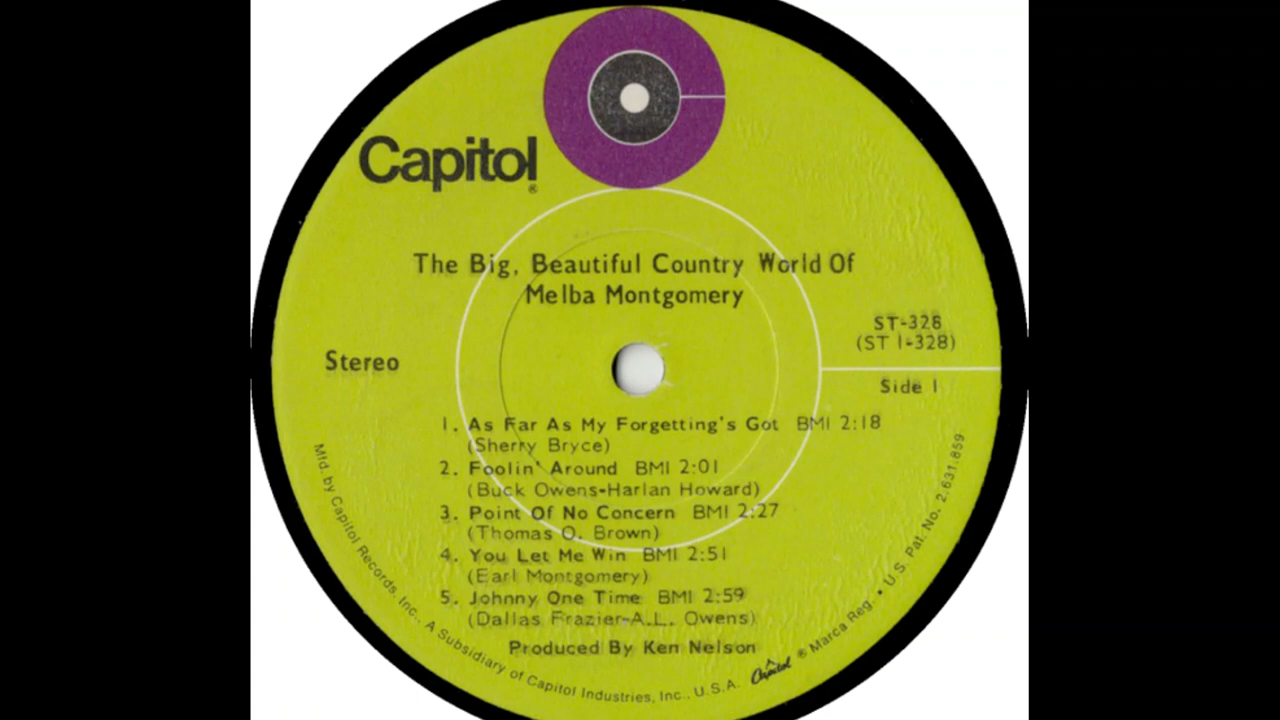 Capitol®
The Big, Beautiful Country World Of
Melba Montgomery
Stereo
ST-328
(ST 1-328)
Side 1
1. As Far As My Forgetting's Got BMI 2:18
(Sherry Bryce)
2. Foolin' Around BMI 2:01
(Buck Owens-Harlan Howard)
3. Point Of No Concern BMI 2:27
(Thomas O. Brown)
4. You Let Me Win BMI 2:51
(Earl Montgomery)
5. Johnny One Time BMI 2:59
(Dallas Frazier-A.L. Owens)
Produced By Ken Nelson
Mfd. by Capitol Records, Inc., A Subsidiary of Capitol Industries, Inc., U.S.A. Capitol ® Marca Reg. • U.S. Pat. No. 2,631,859